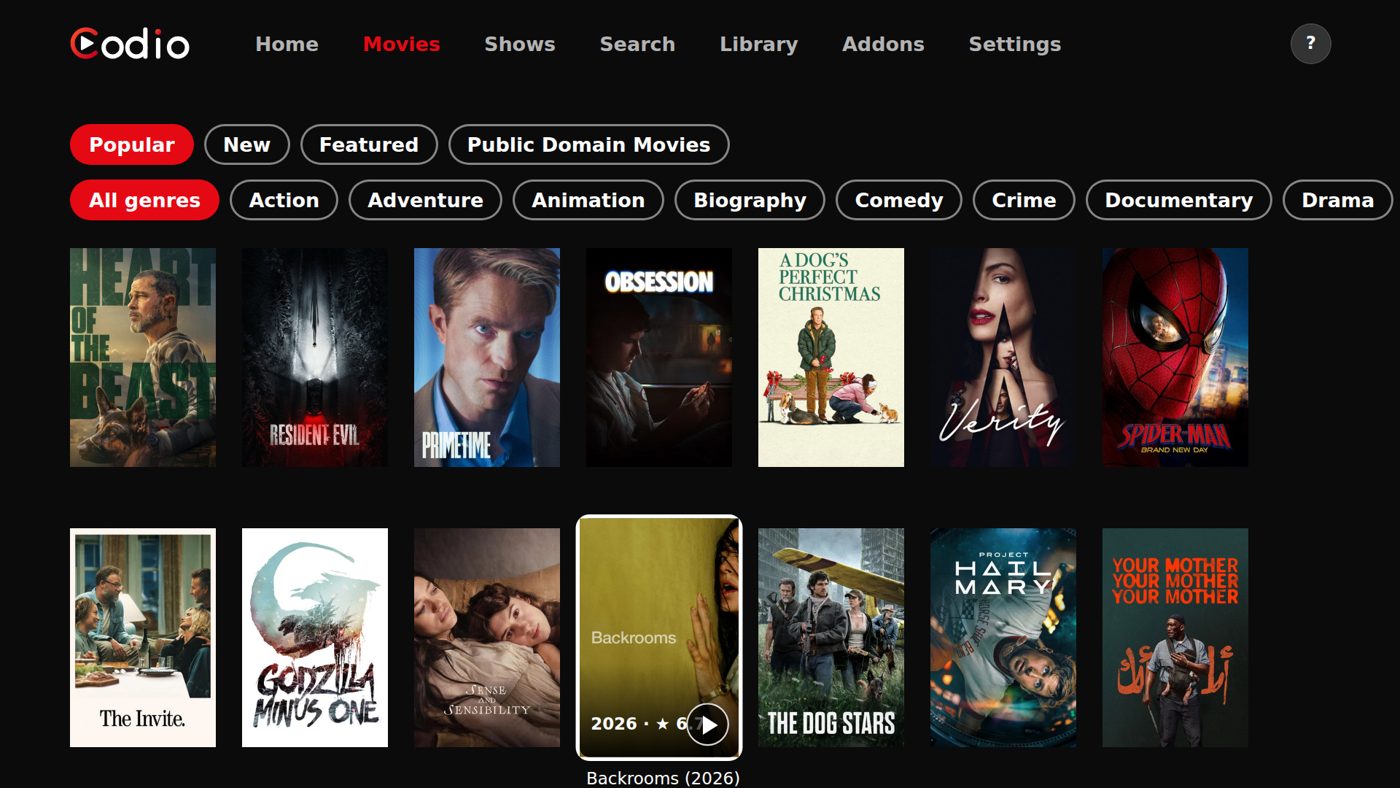 Codio
Home
Movies
Shows
Search
Library
Addons
Settings
?
Popular
New
Featured
Public Domain Movies
All genres
Action
Adventure
Animation
Biography
Comedy
Crime
Documentary
Drama
HEART
OF
THE
BEAST
RESIDENT EVIL
PRIMETIME
OBSESSION
A DOG'S
PERFECT
CHRISTMAS
Verity
SPIDER-MAN
BRAND NEW DAY
The Invite.
GODZILLA
MINUS ONE
SENSE
AND
SENSIBILITY
Backrooms
2026 · ★ 6.
Backrooms (2026)
THE DOG STARS
PROJECT
HAIL
MARY
YOUR MOTHER
YOUR MOTHER
YOUR MOTHER
أمك أمك